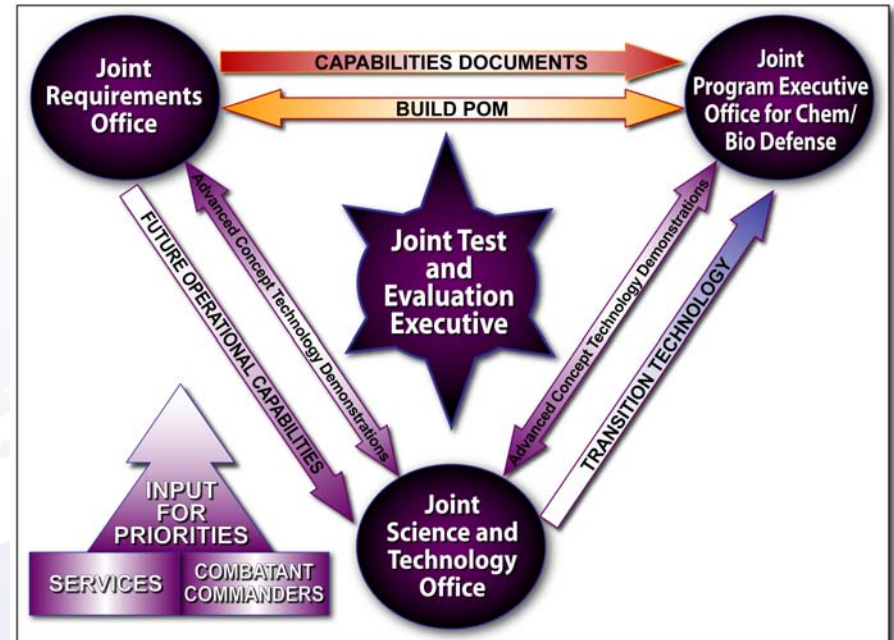 Joint
Requirements
Office
CAPABILITIES DOCUMENTS
BUILD POM
Joint
Program Executive
Office for Chem/
Bio Defense
Advanced Concept Technology Demonstrations
FUTURE OPERATIONAL CAPABILITIES
Joint Test
and
Evaluation
Executive
Advanced Concept Technology Demonstrations
TRANSITION TECHNOLOGY
INPUT
FOR
PRIORITIES
SERVICES
COMBATANT
COMMANDERS
Joint
Science and
Technology
Office